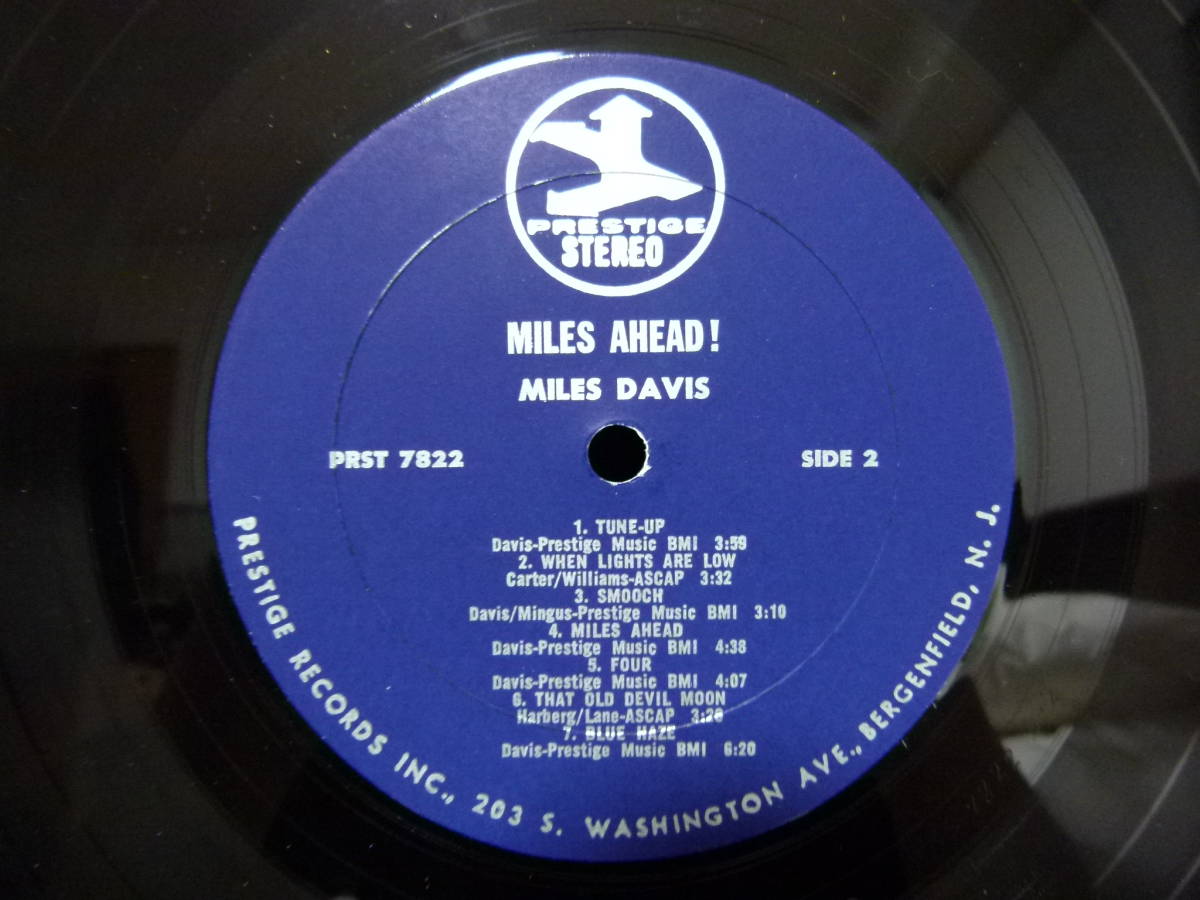 PRESTIGE
STEREO
MILES AHEAD!
MILES DAVIS
PRST 7822
SIDE 2
1. TUNE-UP
Davis-Prestige Music BMI 3:59
2. WHEN LIGHTS ARE LOW
Carter/Williams-ASCAP 3:32
3. SMOOCH
Davis/Mingus-Prestige Music BMI 3:10
4. MILES AHEAD
Davis-Prestige Music BMI 4:38
5. FOUR
Davis-Prestige Music BMI 4:07
6. THAT OLD DEVIL MOON
Harberg/Lane-ASCAP
7. BLUE HAZE
Davis-Prestige Music BMI 6:20
PRESTIGE RECORDS INC., 203 S. WASHINGTON AVE., BERGENFIELD, N. J.